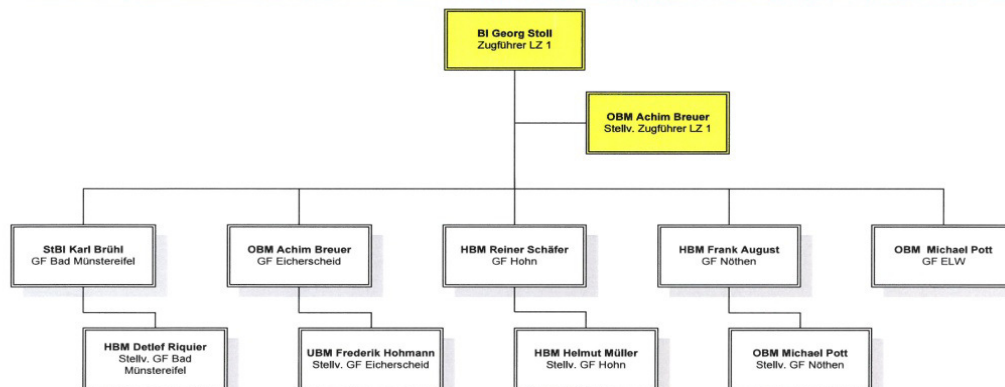 BI Georg Stoll
Zugführer LZ 1
OBM Achim Breuer
Stellv. Zugführer LZ 1
StBI Karl Brühl
GF Bad Münstereifel
OBM Achim Breuer
GF Eicherscheid
HBM Reiner Schäfer
GF Hohn
HBM Frank August
GF Nöthen
OBM Michael Pott
GF ELW
HBM Detlef Riquier
Stellv. GF Bad
Münstereifel
UBM Frederik Hohmann
Stellv. GF Eicherscheid
HBM Helmut Müller
Stellv. GF Hohn
OBM Michael Pott
Stellv. GF Nöthen